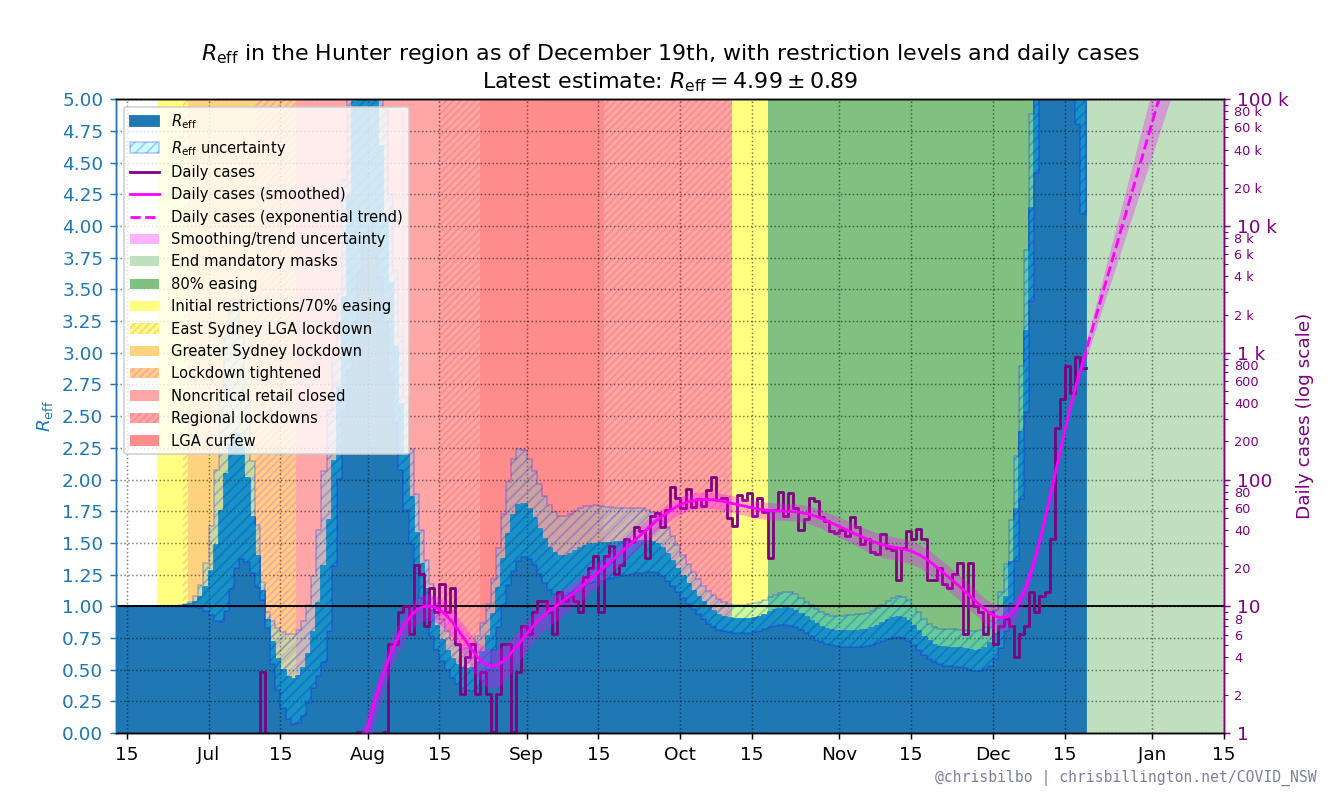 R_eff in the Hunter region as of December 19th, with restriction levels and daily cases
Latest estimate: R_eff = 4.99 ± 0.89
R_eff
R_eff uncertainty
Daily cases
Daily cases (smoothed)
Daily cases (exponential trend)
Smoothing/trend uncertainty
End mandatory masks
80% easing
Initial restrictions/70% easing
East Sydney LGA lockdown
Greater Sydney lockdown
Lockdown tightened
Noncritical retail closed
Regional lockdowns
LGA curfew
R_eff
5.00
4.75
4.50
4.25
4.00
3.75
3.50
3.25
3.00
2.75
2.50
2.25
2.00
1.75
1.50
1.25
1.00
0.75
0.50
0.25
0.00
100 k
80 k
60 k
40 k
20 k
10 k
8 k
6 k
4 k
2 k
1 k
800
600
400
200
100
80
60
40
20
10
8
6
4
2
1
Daily cases (log scale)
15 Jul 15 Aug 15 Sep 15 Oct 15 Nov 15 Dec 15 Jan 15
@chrisbilbo | chrisbillington.net/COVID_NSW